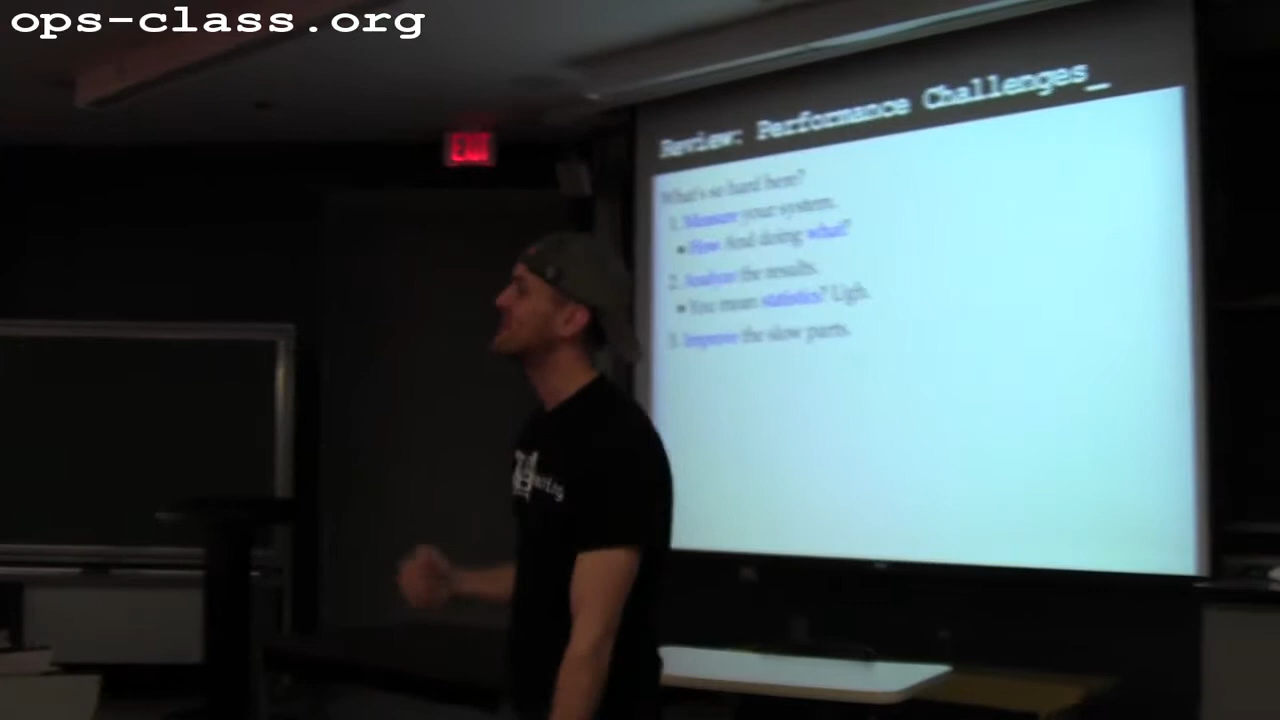 ops-class.org
EXIT
Review: Performance Challenges_
What's so hard here?
1. Measure your system.
• How And doing what?
2. Analyze the results.
• You mean statistics? Ugh.
3. Improve the slow parts.